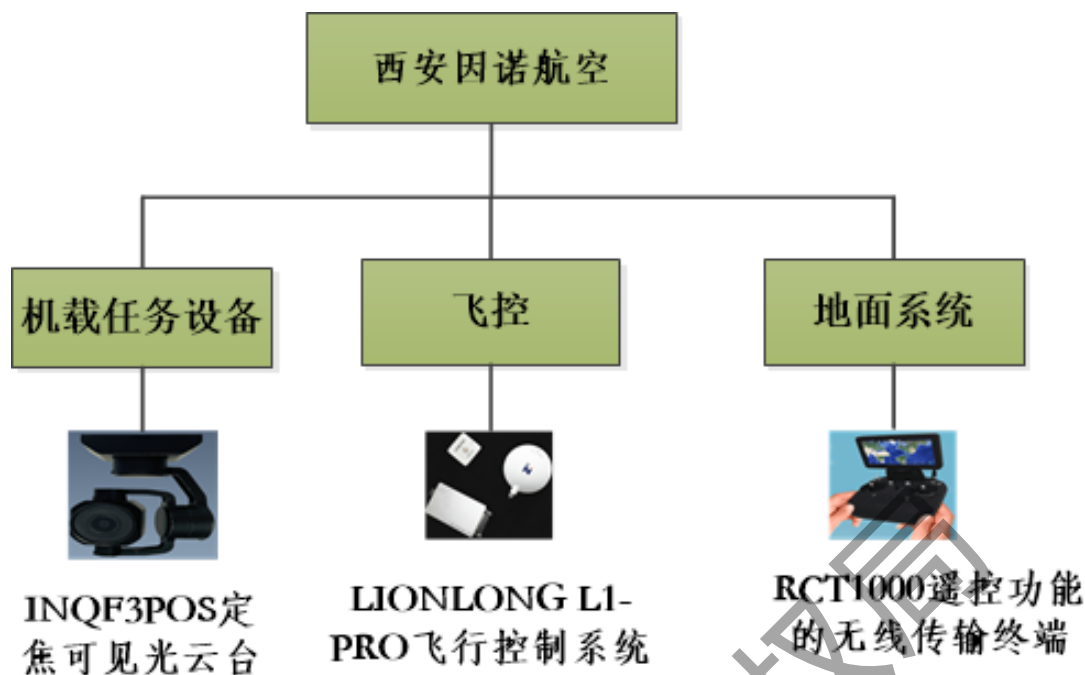 西安因诺航空
机载任务设备
飞控
地面系统
INQF3POS定
焦可见光云台
LIONLONG L1-
PRO飞行控制系统
RCT1000遥控功能
的无线传输终端